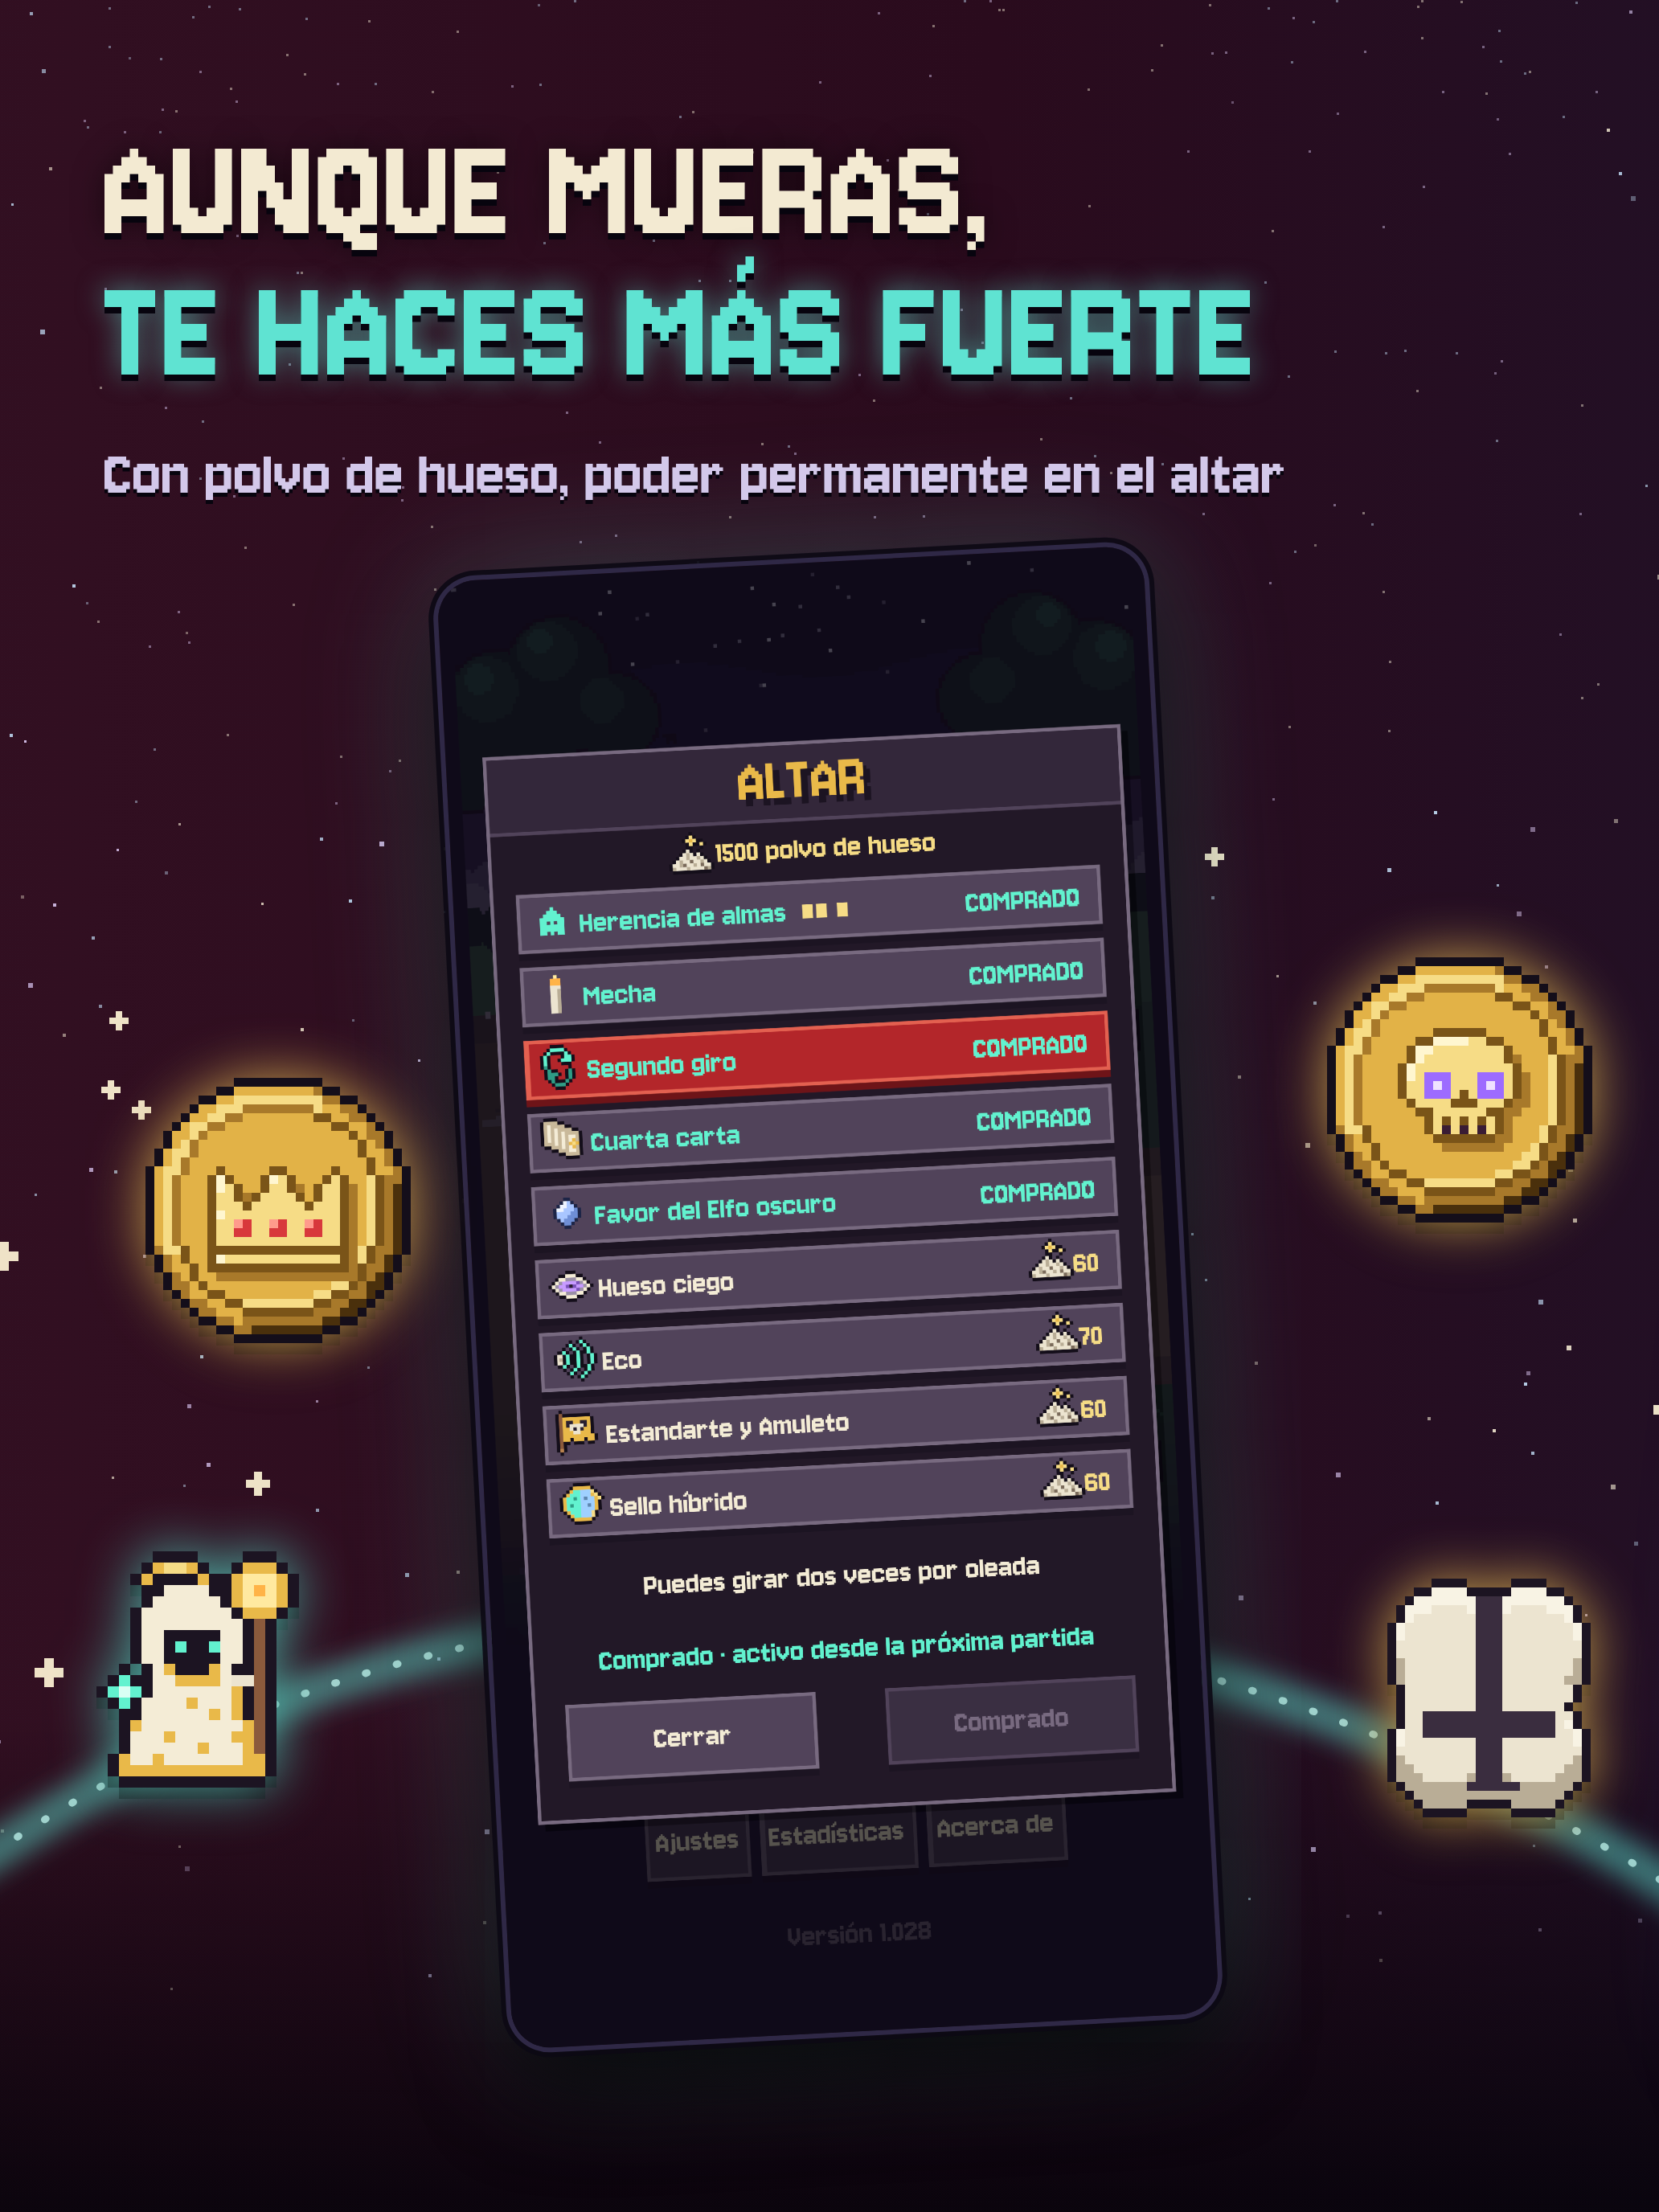 AUNQUE MUERAS,
TE HACES MÁS FUERTE
Con polvo de hueso, poder permanente en el altar
ALTAR
1500 polvo de hueso
Herencia de almas COMPRADO
Mecha COMPRADO
Segundo giro COMPRADO
Cuarta carta COMPRADO
Favor del Elfo oscuro COMPRADO
Hueso ciego 60
Eco 70
Estandarte y Amuleto 60
Sello híbrido 60
Puedes girar dos veces por oleada
Comprado · activo desde la próxima partida
Cerrar Comprado
Ajustes Estadísticas Acerca de
Versión 1.028